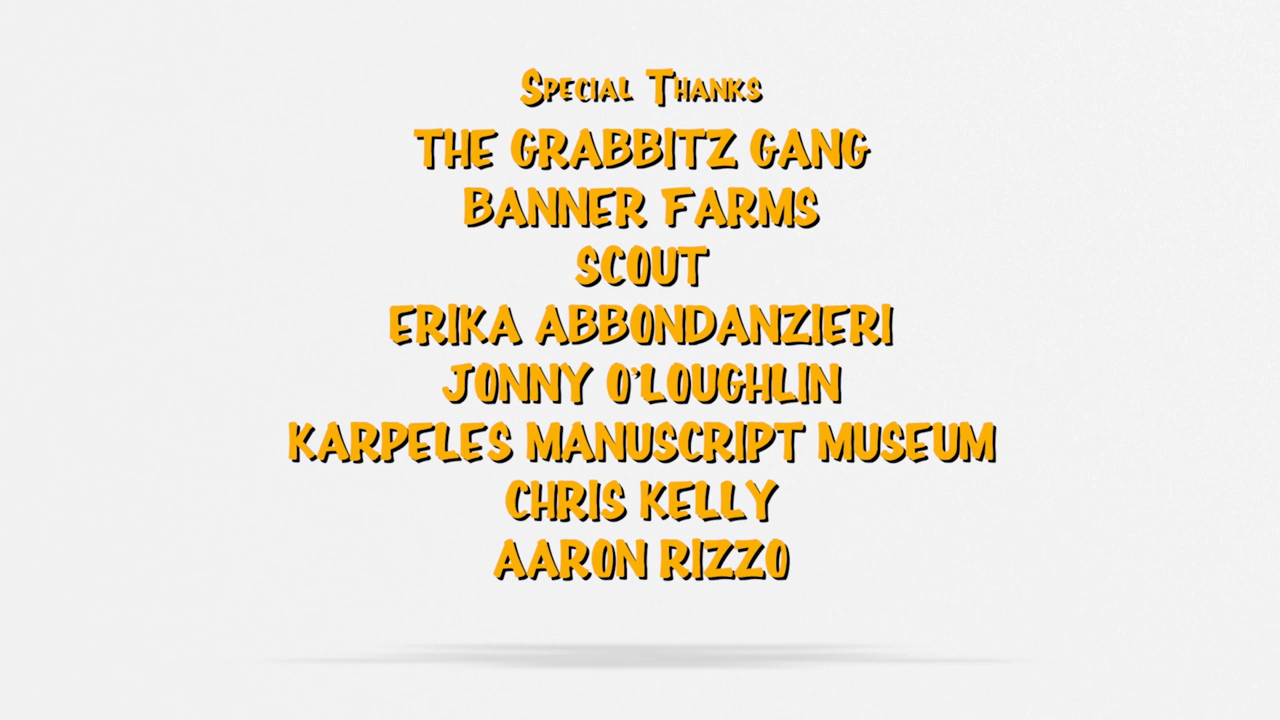 Special Thanks
THE GRABBITZ GANG
BANNER FARMS
SCOUT
ERIKA ABBONDANZIERI
JONNY O'LOUGHLIN
KARPELES MANUSCRIPT MUSEUM
CHRIS KELLY
AARON RIZZO